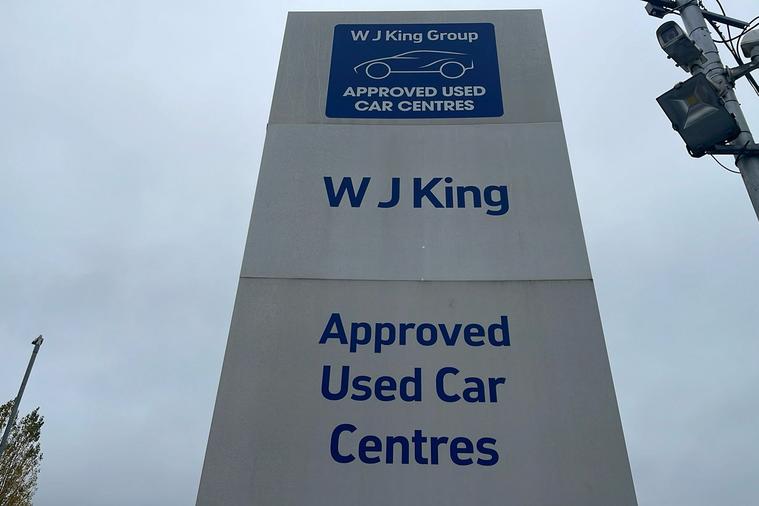 W J King Group
APPROVED USED
CAR CENTRES
W J King
Approved
Used Car
Centres